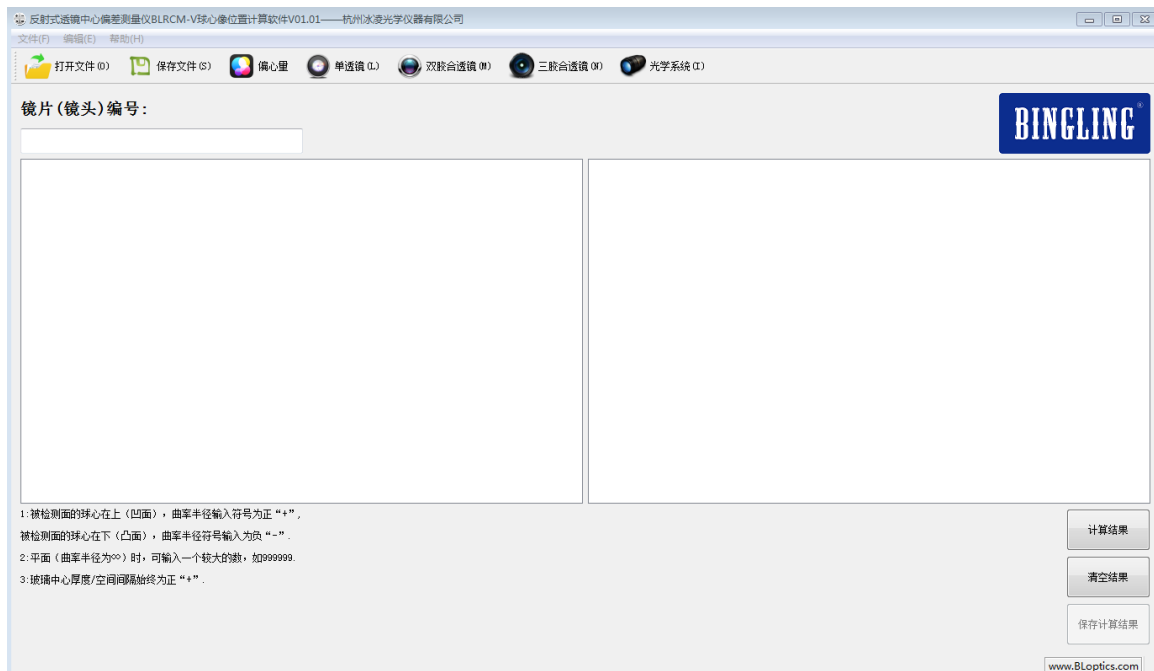 反射式透镜中心偏差测量仪BLRCM-V球心像位置计算软件V01.01——杭州冰凌光学仪器有限公司
文件(F) 编辑(E) 帮助(H)
打开文件(O) 保存文件(S) 偏心量 单透镜(L) 双胶合透镜(M) 三胶合透镜(N) 光学系统(I)
镜片(镜头)编号:
BINGLING®
1:被检测面的球心在上（凹面），曲率半径输入符号为正“+”,
被检测面的球心在下（凸面），曲率半径符号输入为负“-”.
2:平面（曲率半径为∞）时，可输入一个较大的数，如999999.
3:玻璃中心厚度/空间间隔始终为正“+”.
计算结果
清空结果
保存计算结果
www.BLoptics.com